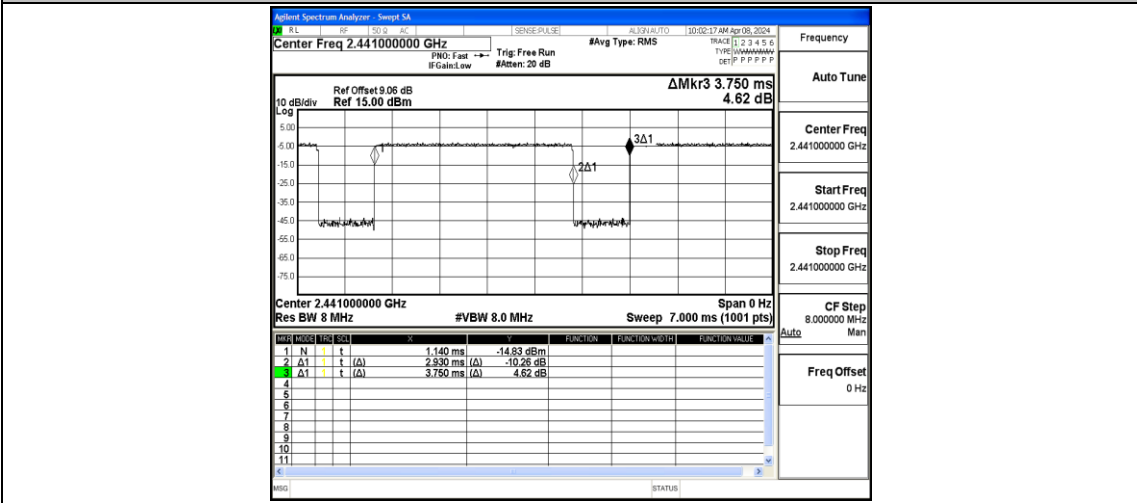 Agilent Spectrum Analyzer - Swept SA
RL RF 50 Ω AC SENSE:PULSE ALIGN AUTO 10:02:17 AM Apr 08, 2024
Center Freq 2.441000000 GHz
#Avg Type: RMS
TRACE 1 2 3 4 5 6
PNO: Fast Trig: Free Run
TYPE
IFGain:Low #Atten: 20 dB
DET P P P P P P
ΔMkr3 3.750 ms
4.62 dB
Ref Offset 9.06 dB
10 dB/div Ref 15.00 dBm
Log
5.00
-5.00
-15.0
-25.0
-35.0
-45.0
-55.0
-65.0
-75.0
1
2Δ1
3Δ1
Center 2.441000000 GHz Span 0 Hz
Res BW 8 MHz #VBW 8.0 MHz Sweep 7.000 ms (1001 pts)
MKR MODE TRC SCL X Y FUNCTION FUNCTION WIDTH FUNCTION VALUE
1 N 1 t 1.140 ms -14.83 dBm
2 Δ1 1 t (Δ) 2.930 ms (Δ) -10.26 dB
3 Δ1 1 t (Δ) 3.750 ms (Δ) 4.62 dB
4
5
6
7
8
9
10
11
MSG STATUS
Frequency
Auto Tune
Center Freq
2.441000000 GHz
Start Freq
2.441000000 GHz
Stop Freq
2.441000000 GHz
CF Step
8.000000 MHz
Auto Man
Freq Offset
0 Hz